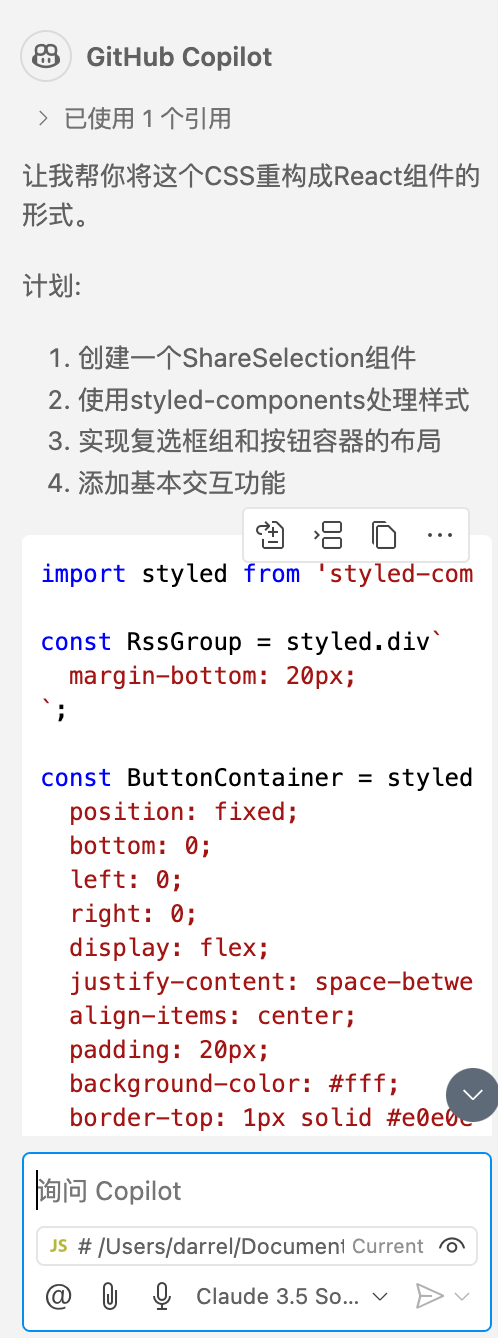 GitHub Copilot
已使用 1 个引用
让我帮你将这个CSS重构成React组件的
形式。
计划:
1. 创建一个ShareSelection组件
2. 使用styled-components处理样式
3. 实现复选框组和按钮容器的布局
4. 添加基本交互功能
import styled from 'styled-com
const RssGroup = styled.div`
margin-bottom: 20px;
`;
const ButtonContainer = styled
position: fixed;
bottom: 0;
left: 0;
right: 0;
display: flex;
justify-content: space-betwe
align-items: center;
padding: 20px;
background-color: #fff;
border-top: 1px solid #e0e0e
询问 Copilot
JS # /Users/darrel/Document Current
@ Claude 3.5 So...